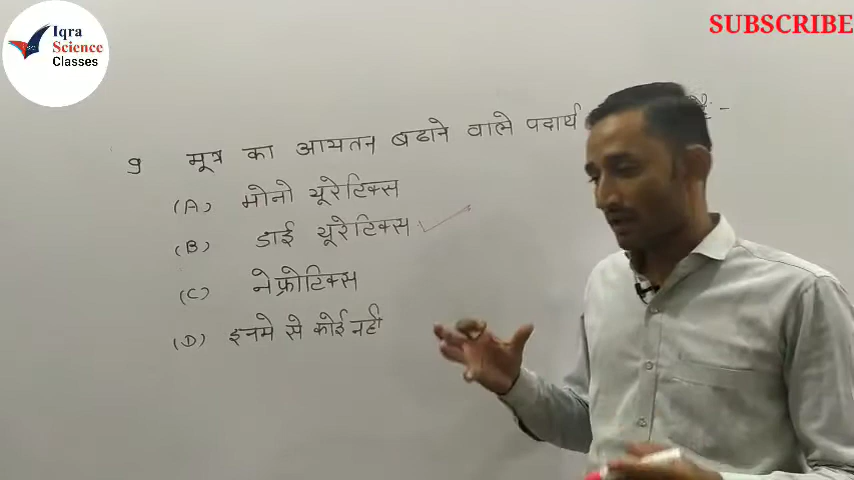 Iqra
Science
Classes
SUBSCRIBE
9 मूत्र का आयतन बढाने वाले पदार्थ
(A) मोनो यूरेटिक्स
(B) डाई यूरेटिक्स
(C) नेफ्रोटिक्स
(D) इनमे से कोई नही